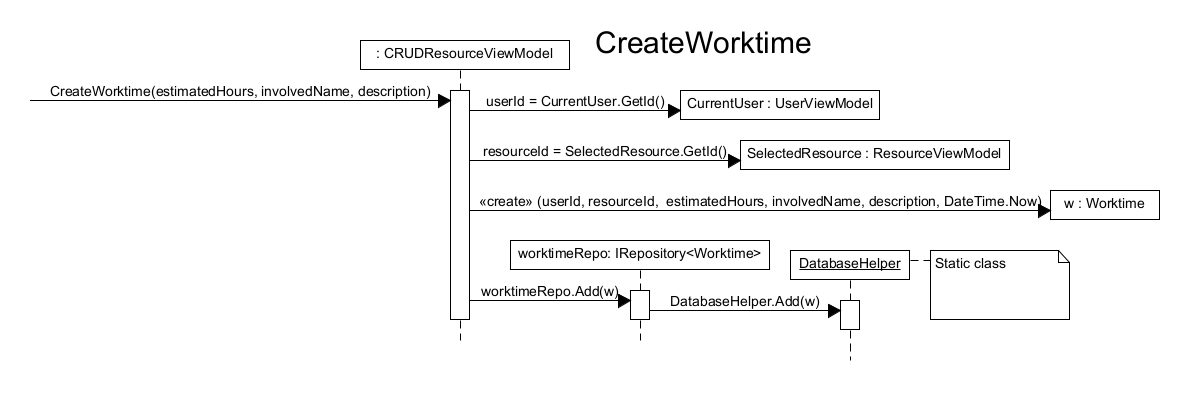 CreateWorktime
: CRUDResourceViewModel
CreateWorktime(estimatedHours, involvedName, description)
userId = CurrentUser.GetId()
CurrentUser : UserViewModel
resourceId = SelectedResource.GetId()
SelectedResource : ResourceViewModel
«create» (userId, resourceId, estimatedHours, involvedName, description, DateTime.Now)
w : Worktime
worktimeRepo: IRepository<Worktime>
DatabaseHelper
Static class
worktimeRepo.Add(w)
DatabaseHelper.Add(w)